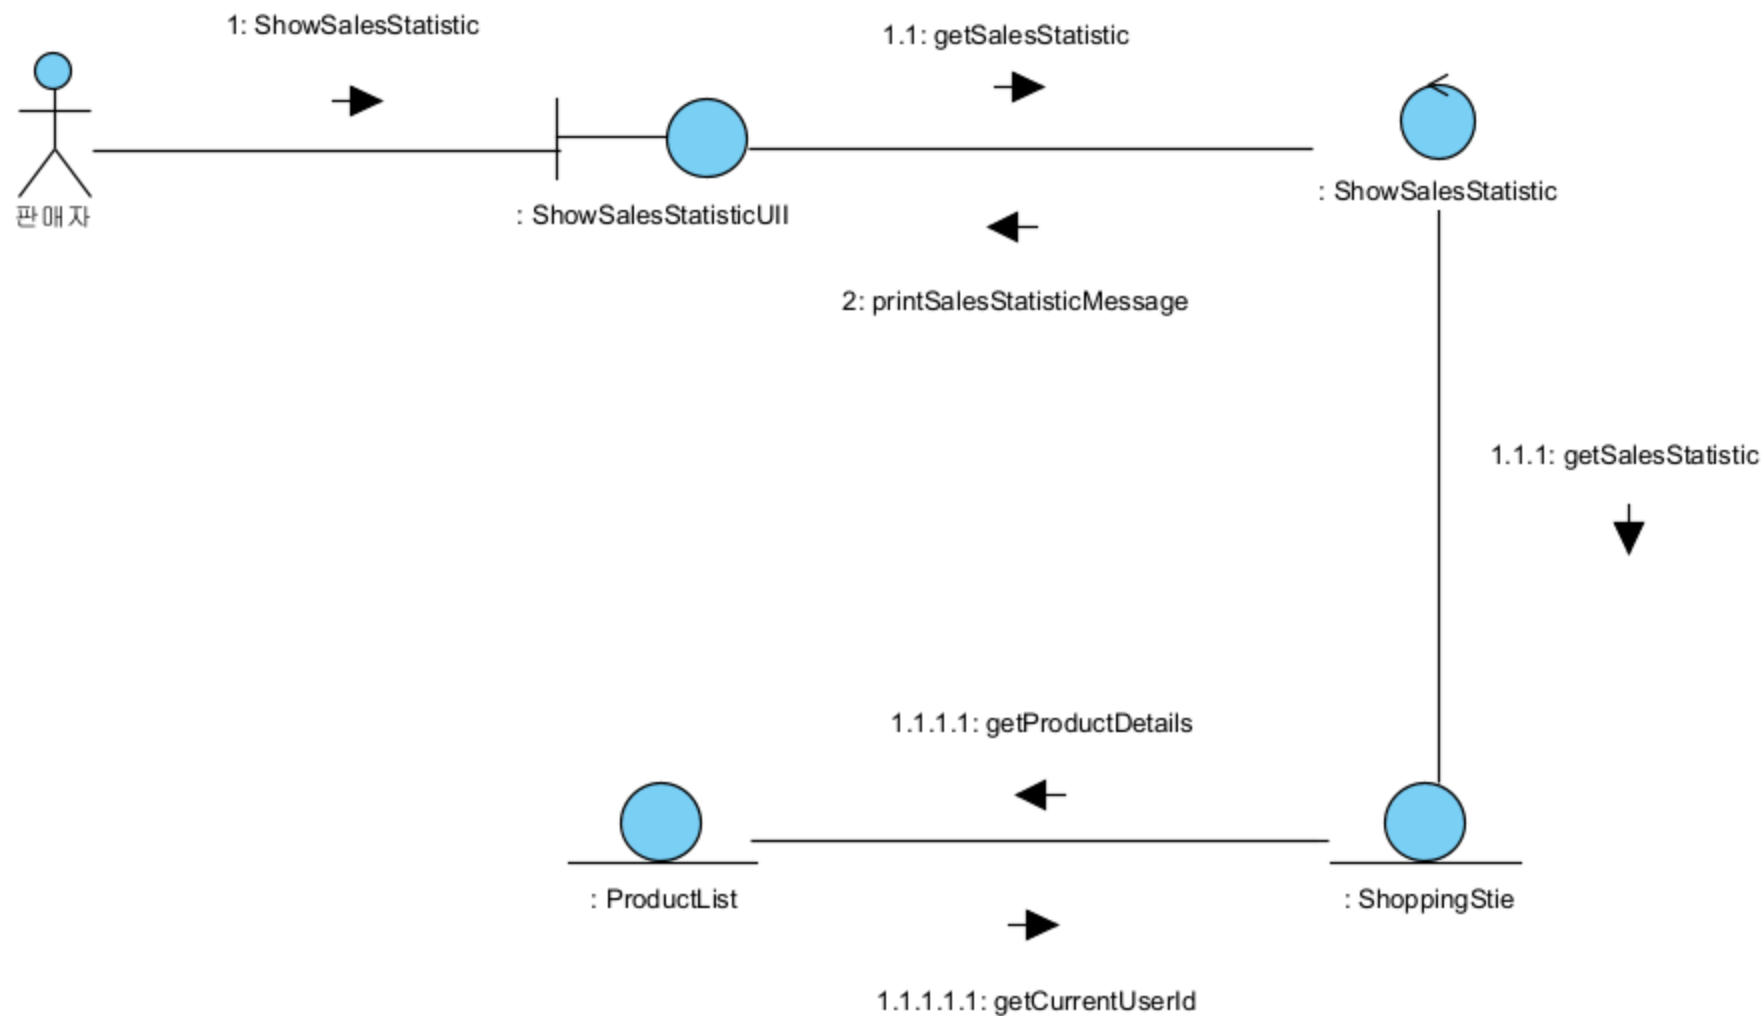 1: ShowSalesStatistic
1.1: getSalesStatistic
: ShowSalesStatistic
판매자
: ShowSalesStatisticUII
2: printSalesStatisticMessage
1.1.1: getSalesStatistic
1.1.1.1: getProductDetails
: ProductList
: ShoppingStie
1.1.1.1.1: getCurrentUserId